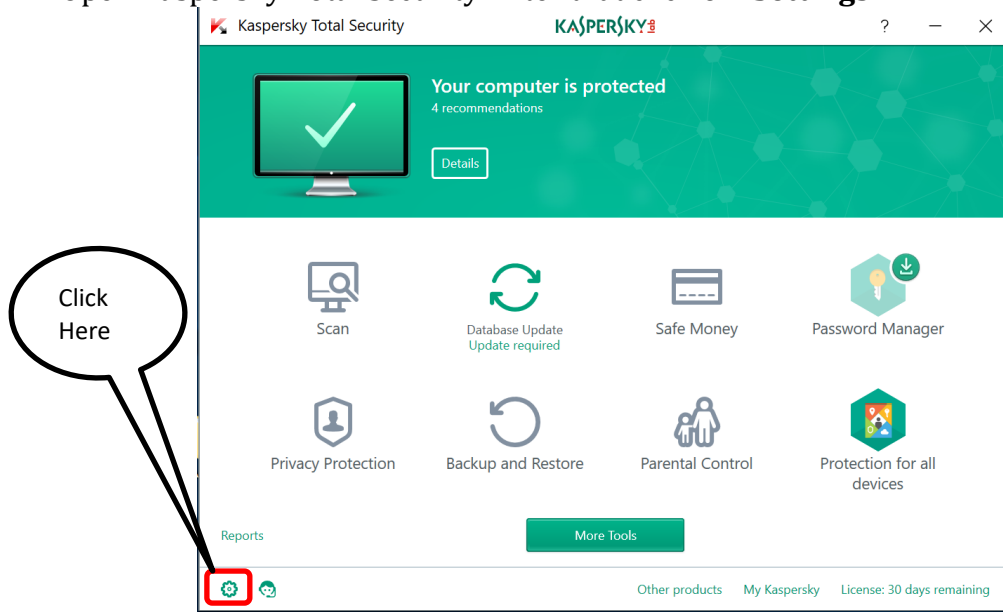 Kaspersky Total Security
KASPERSKY
?
Your computer is protected
4 recommendations
Details
Click
Here
Scan
Database Update
Update required
Safe Money
Password Manager
Privacy Protection
Backup and Restore
Parental Control
Protection for all
devices
Reports
More Tools
Other products
My Kaspersky
License: 30 days remaining